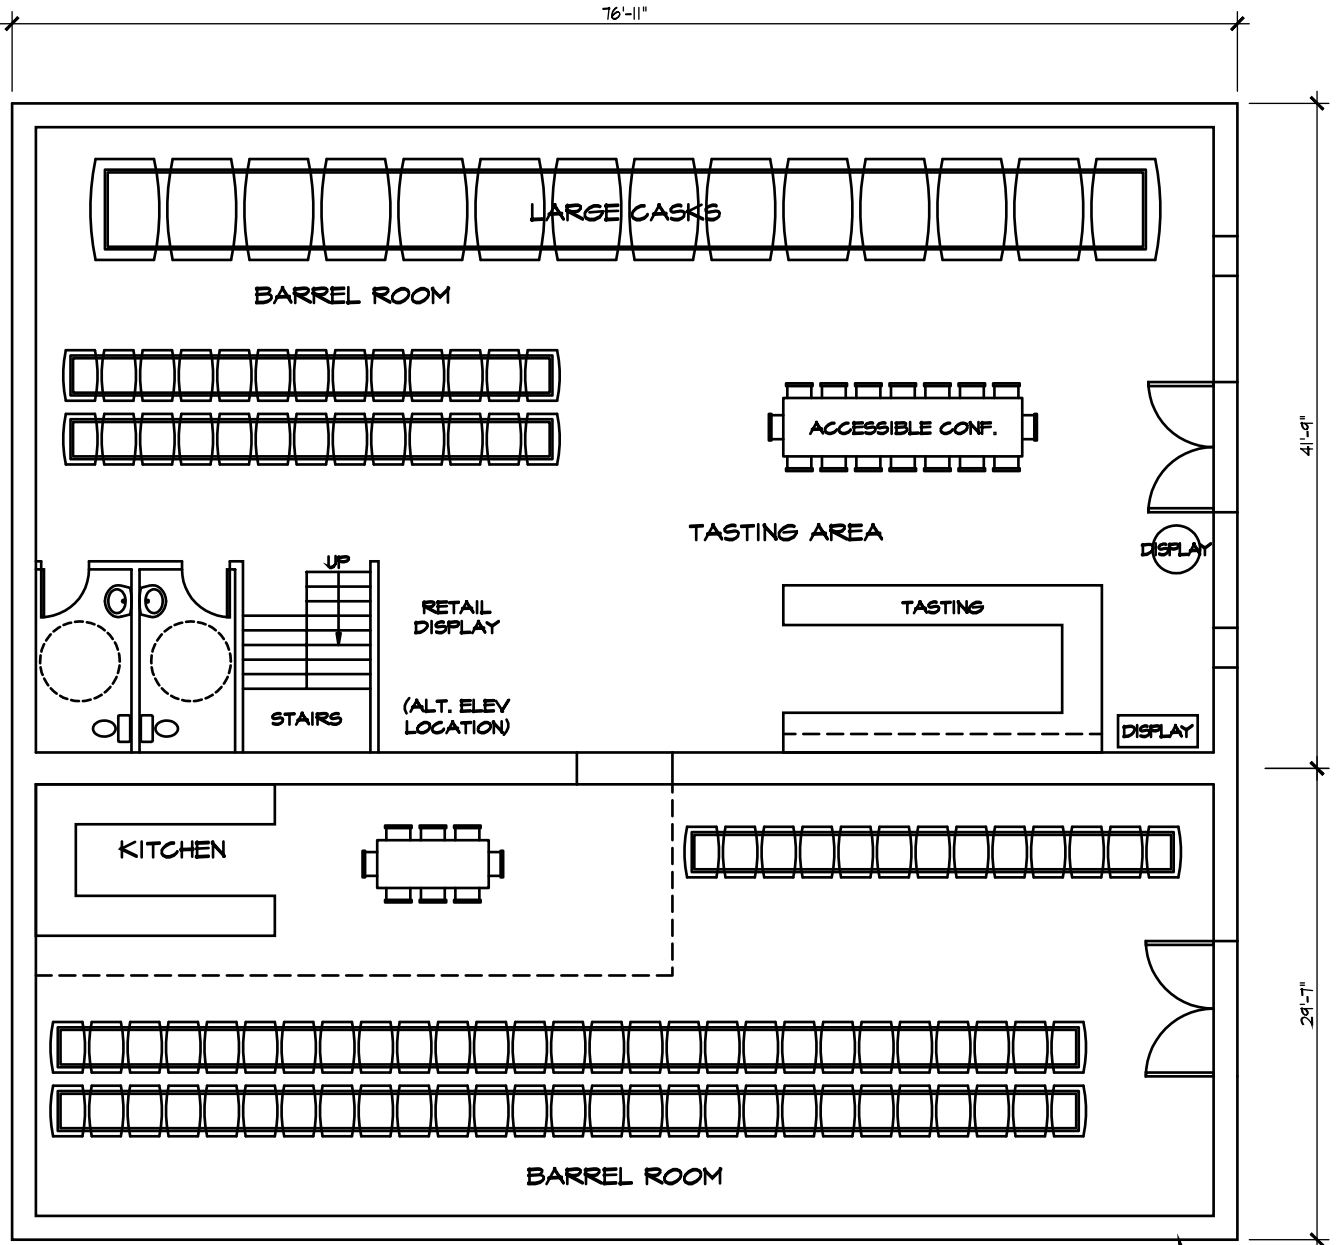 76'-11"
LARGE CASKS
BARREL ROOM
41'-9"
ACCESSIBLE CONF.
TASTING AREA
DISPLAY
UP
RETAIL
DISPLAY
TASTING
STAIRS
(ALT. ELEV
LOCATION)
DISPLAY
KITCHEN
29'-7"
BARREL ROOM